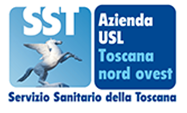 SST
Azienda
USL
Toscana
nord ovest
Servizio Sanitario della Toscana